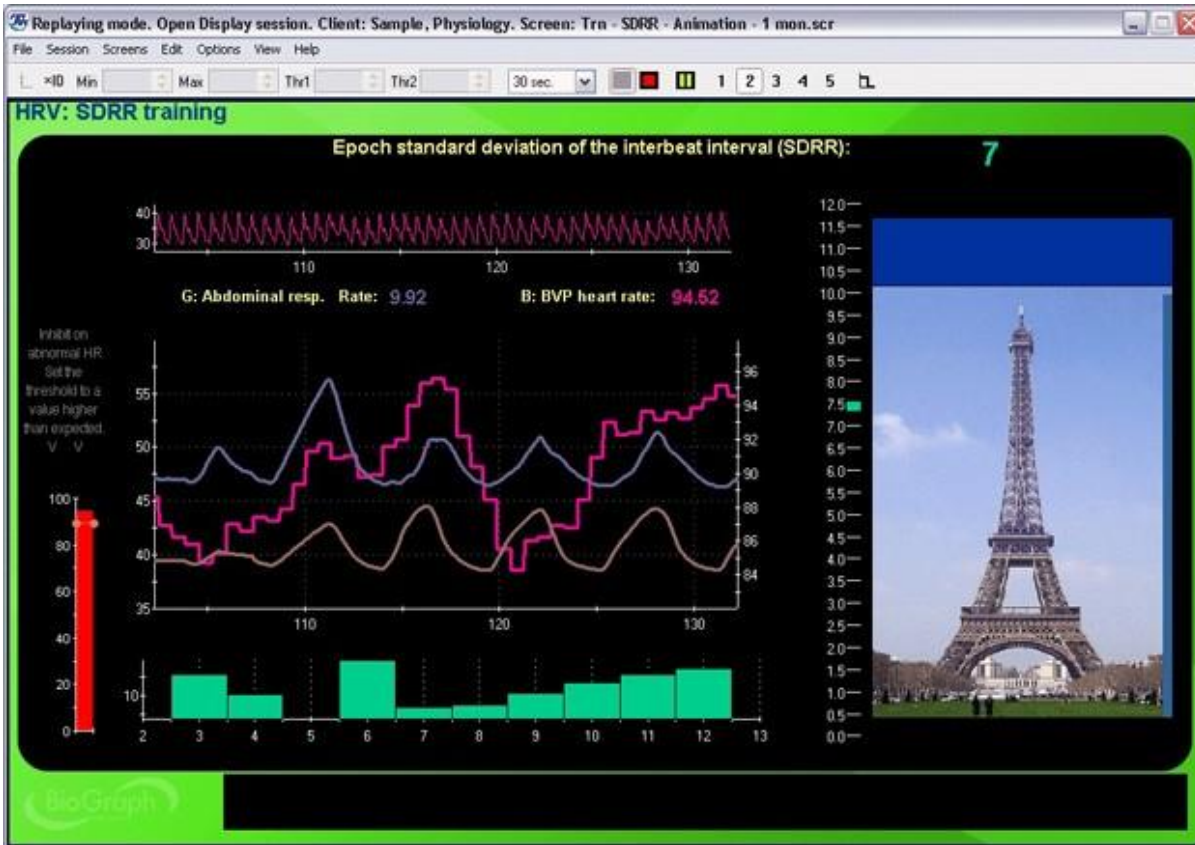 Replaying mode. Open Display session. Client: Sample, Physiology. Screen: Trn - SDRR - Animation - 1 mon.scr
File Session Screens Edit Options View Help
×10 Min Max Thr1 Thr2 30 sec. 1 2 3 4 5
HRV: SDRR training
Epoch standard deviation of the interbeat interval (SDRR): 7
40
30
110 120 130
G: Abdominal resp. Rate: 9.92 B: BVP heart rate: 94.52
Inhibit on
abnormal HR
Set the
threshold to a
value higher
than expected.
V V
100
80
60
40
20
0
55
50
45
40
35
96
94
92
90
88
86
84
110 120 130
10
2 3 4 5 6 7 8 9 10 11 12 13
12.0
11.5
11.0
10.5
10.0
9.5
9.0
8.5
8.0
7.5
7.0
6.5
6.0
5.5
5.0
4.5
4.0
3.5
3.0
2.5
2.0
1.5
1.0
0.5
0.0
BioGraph